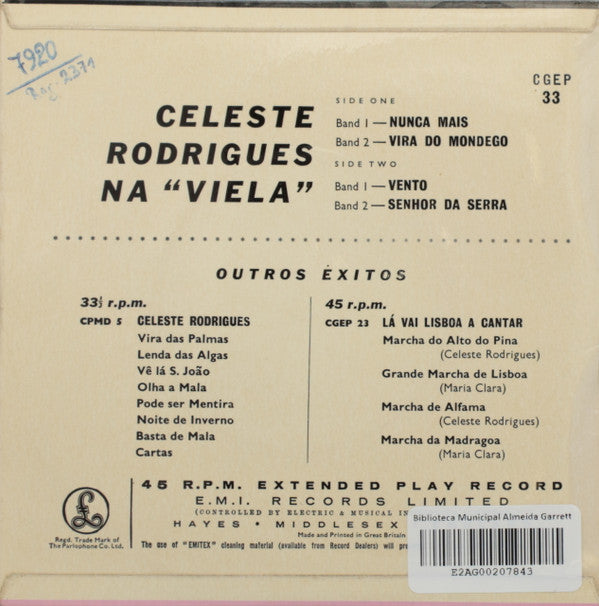 7920
Reg. 2371
CGEP
33
CELESTE
RODRIGUES
NA "VIELA"
SIDE ONE
Band 1 — NUNCA MAIS
Band 2 — VIRA DO MONDEGO
SIDE TWO
Band 1 — VENTO
Band 2 — SENHOR DA SERRA
OUTROS ÉXITOS
33⅓ r.p.m.
CPMD 5 CELESTE RODRIGUES
Vira das Palmas
Lenda das Algas
Vê lá S. João
Olha a Mala
Pode ser Mentira
Noite de Inverno
Basta de Mala
Cartas
45 r.p.m.
CGEP 23 LÁ VAI LISBOA A CANTAR
Marcha do Alto do Pina
(Celeste Rodrigues)
Grande Marcha de Lisboa
(Maria Clara)
Marcha de Alfama
(Celeste Rodrigues)
Marcha da Madragoa
(Maria Clara)
45 R.P.M. EXTENDED PLAY RECORD
E.M.I. RECORDS LIMITED
(CONTROLLED BY ELECTRIC & MUSICAL IN
HAYES • MIDDLESEX
Made and Printed in Great Britain
The use of "EMITEX" cleaning material (available from Record Dealers) will
£
Regd. Trade Mark of
The Parlophone Co. Ltd.
Biblioteca Municipal Almeida Garrett
E2AG00207843